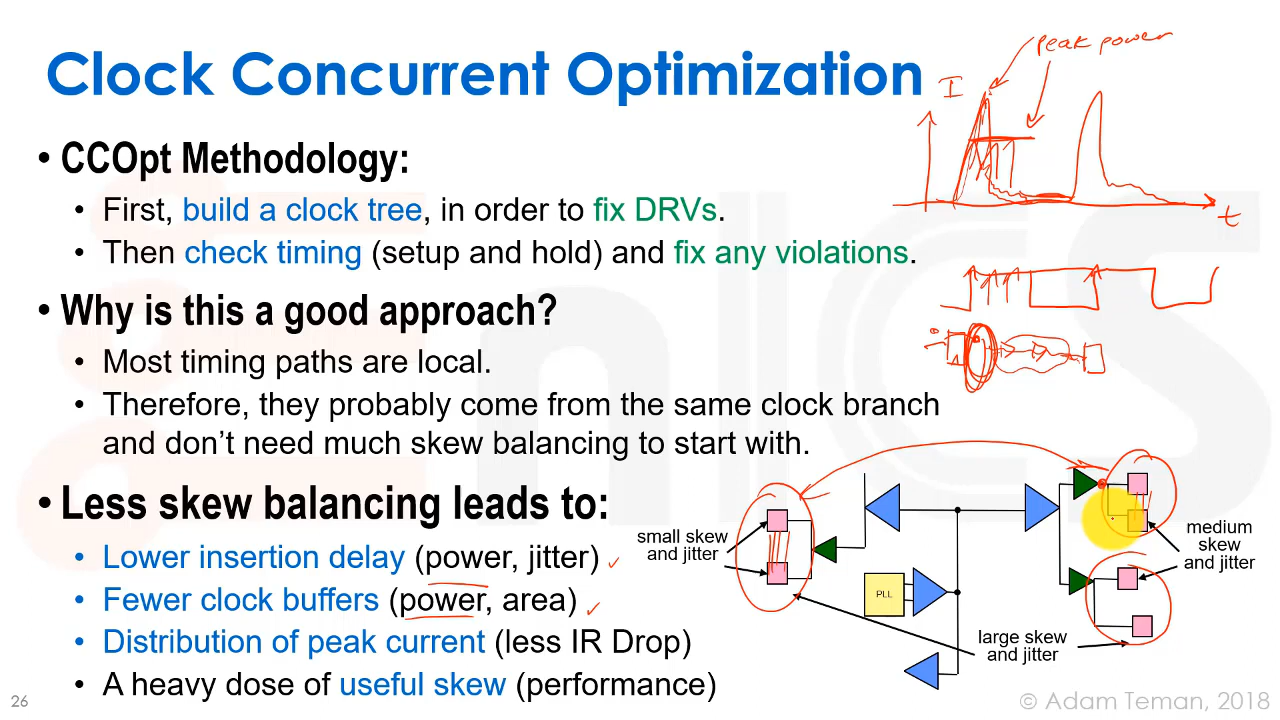 Clock Concurrent Optimization
• CCOpt Methodology:
• First, build a clock tree, in order to fix DRVs.
• Then check timing (setup and hold) and fix any violations.
• Why is this a good approach?
• Most timing paths are local.
• Therefore, they probably come from the same clock branch
and don't need much skew balancing to start with.
• Less skew balancing leads to:
• Lower insertion delay (power, jitter)
• Fewer clock buffers (power, area)
• Distribution of peak current (less IR Drop)
• A heavy dose of useful skew (performance)
Peak power
I
t
small skew
and jitter
PLL
medium
skew
and jitter
large skew
and jitter
26
© Adam Teman, 2018